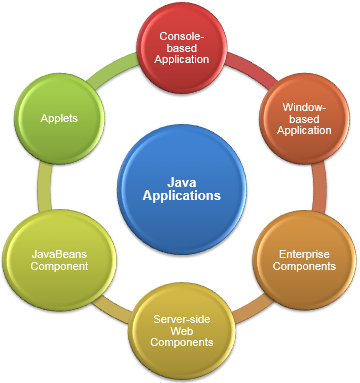 Console-
based
Application
Window-
based
Application
Enterprise
Components
Server-side
Web
Components
JavaBeans
Component
Applets
Java
Applications